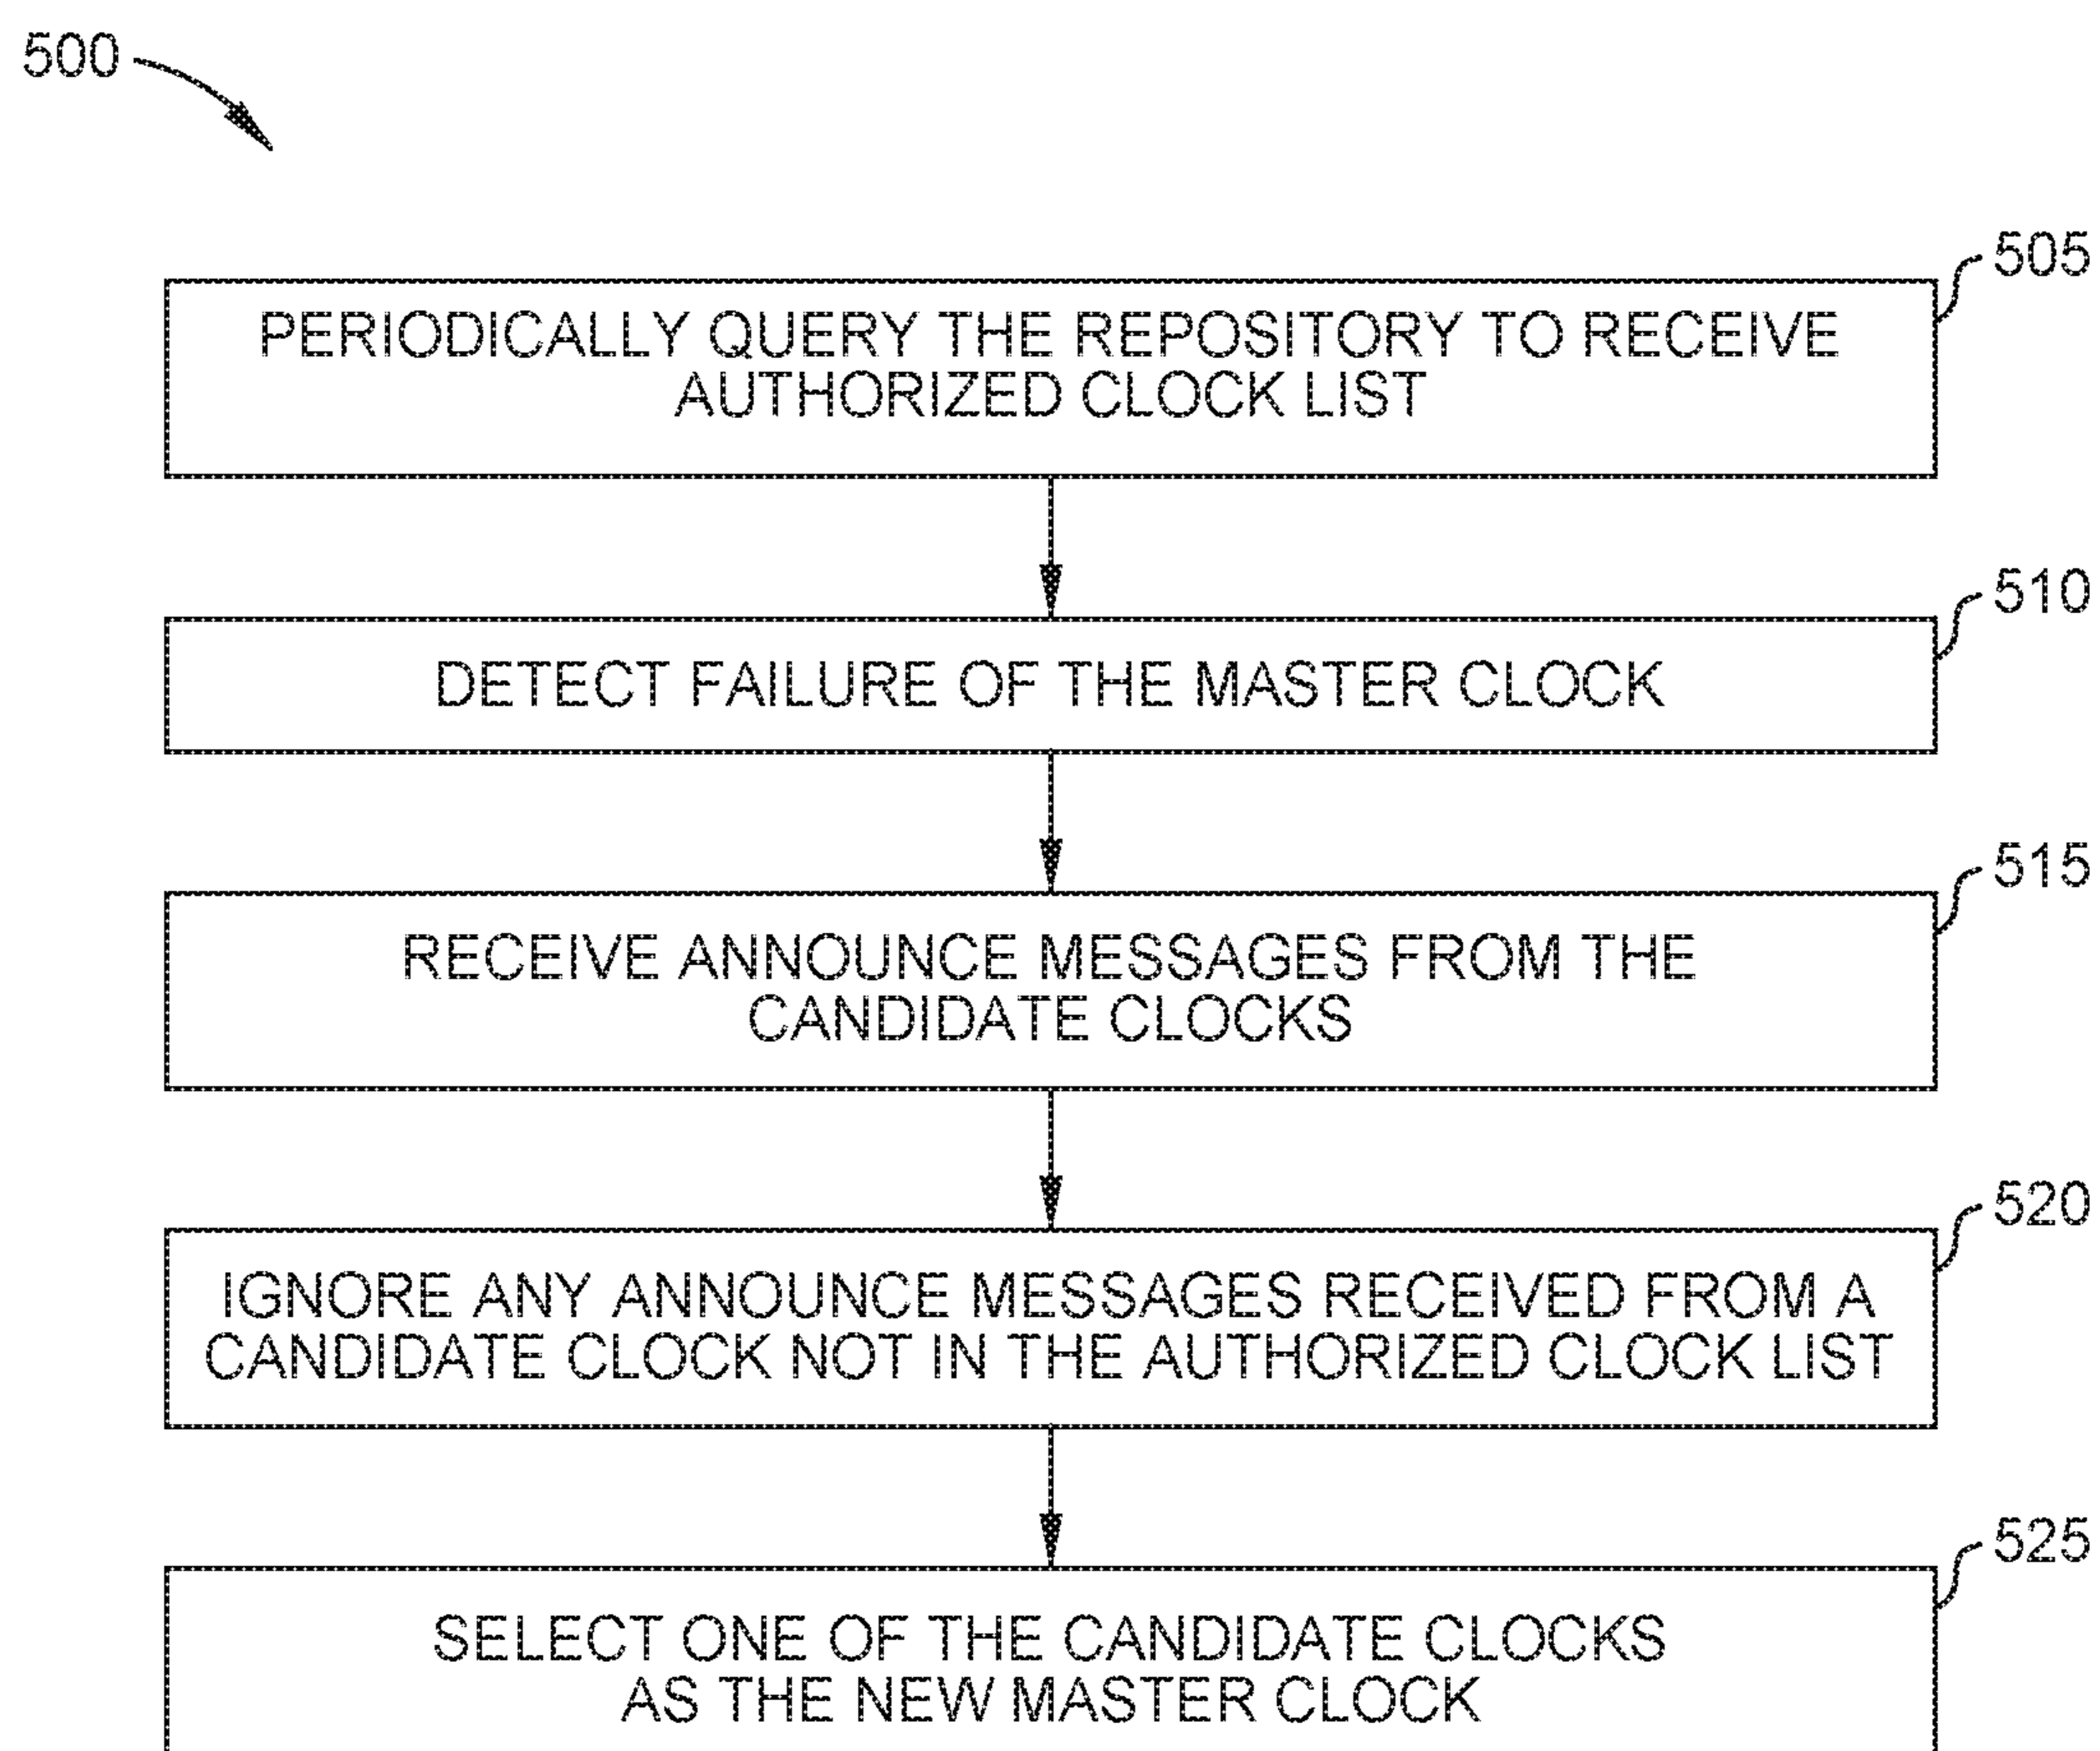 500
505
PERIODICALLY QUERY THE REPOSITORY TO RECEIVE
AUTHORIZED CLOCK LIST
510
DETECT FAILURE OF THE MASTER CLOCK
515
RECEIVE ANNOUNCE MESSAGES FROM THE
CANDIDATE CLOCKS
520
IGNORE ANY ANNOUNCE MESSAGES RECEIVED FROM A
CANDIDATE CLOCK NOT IN THE AUTHORIZED CLOCK LIST
525
SELECT ONE OF THE CANDIDATE CLOCKS
AS THE NEW MASTER CLOCK